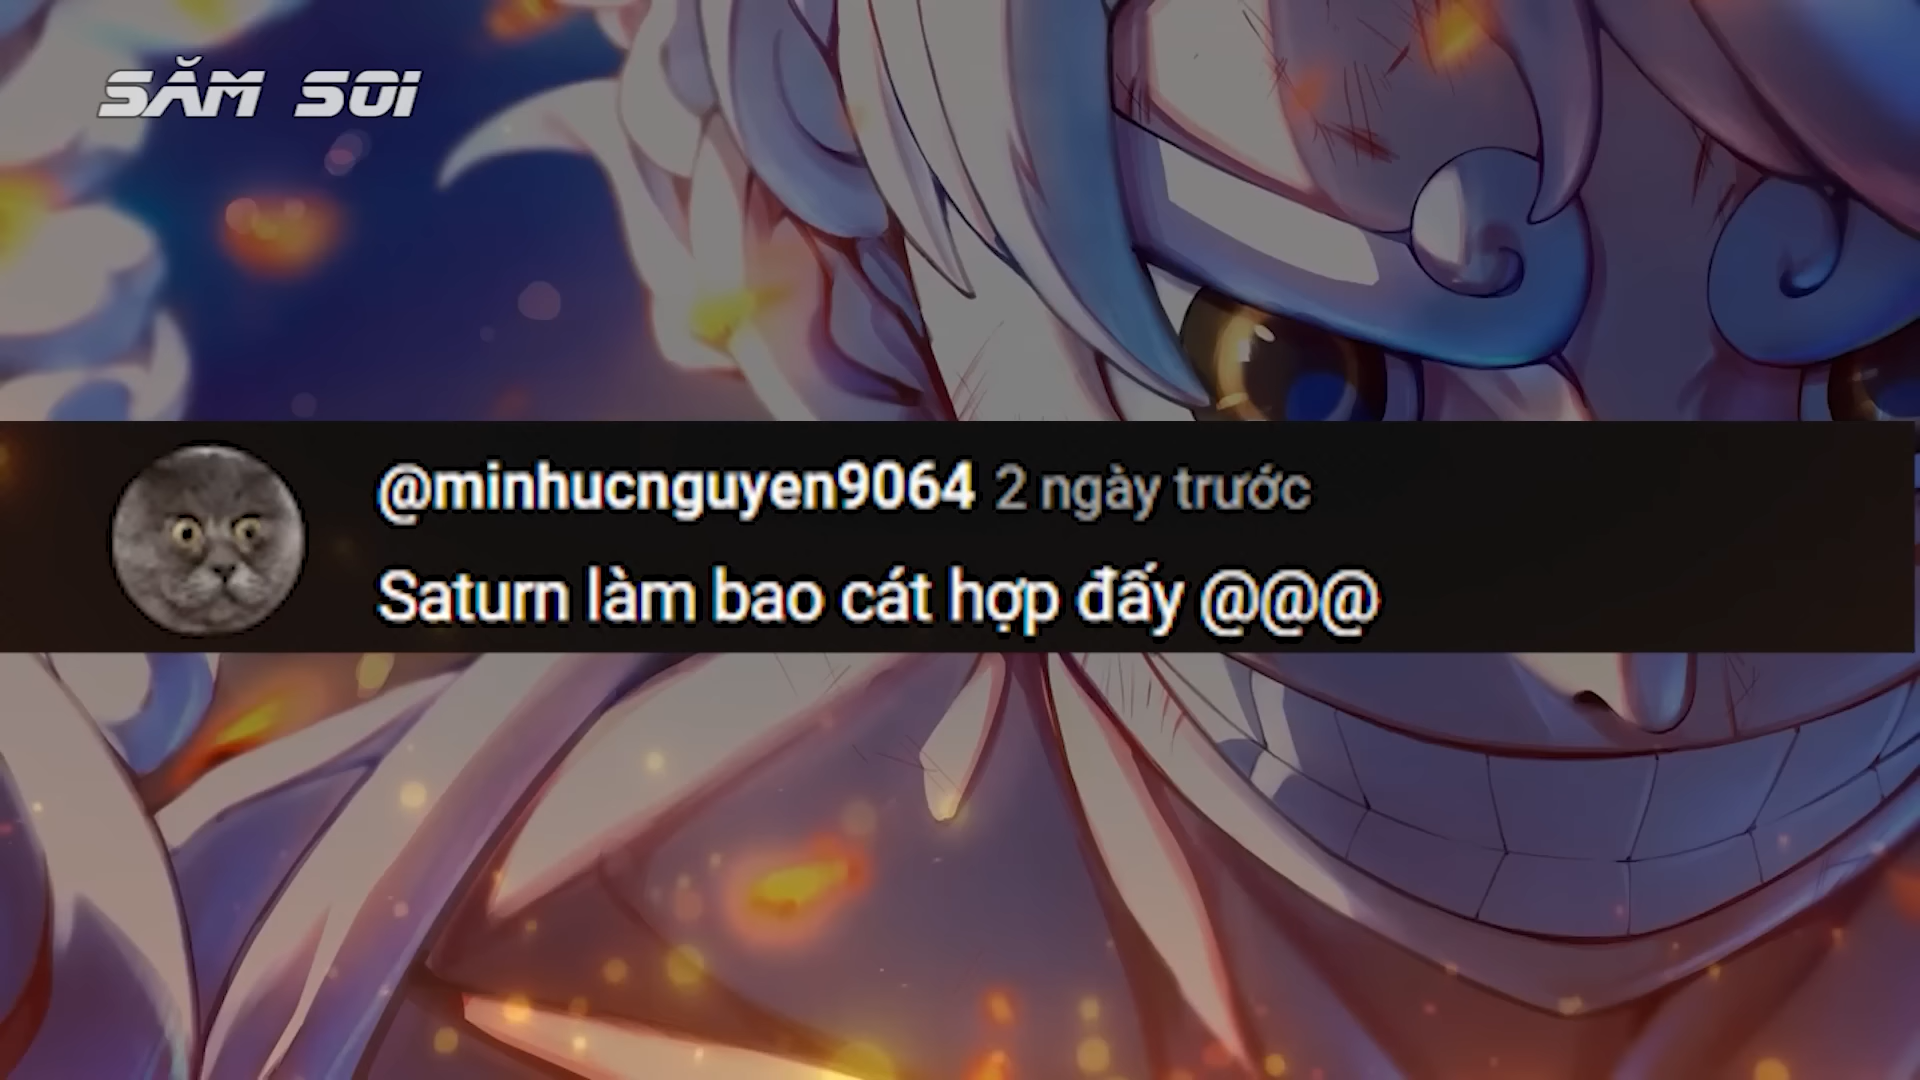 SĂM SOI
@minhucnguyen9064 2 ngày trước
Saturn làm bao cát hợp đấy @@@